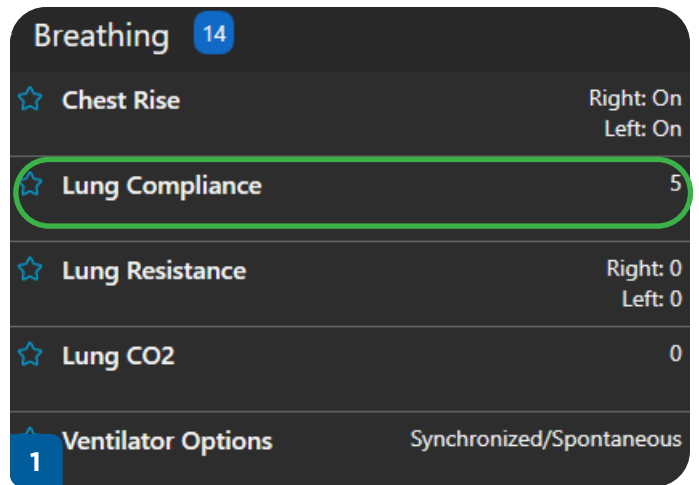 Breathing 14
Chest Rise Right: On
Left: On
Lung Compliance 5
Lung Resistance Right: 0
Left: 0
Lung CO2 0
Ventilator Options Synchronized/Spontaneous
1